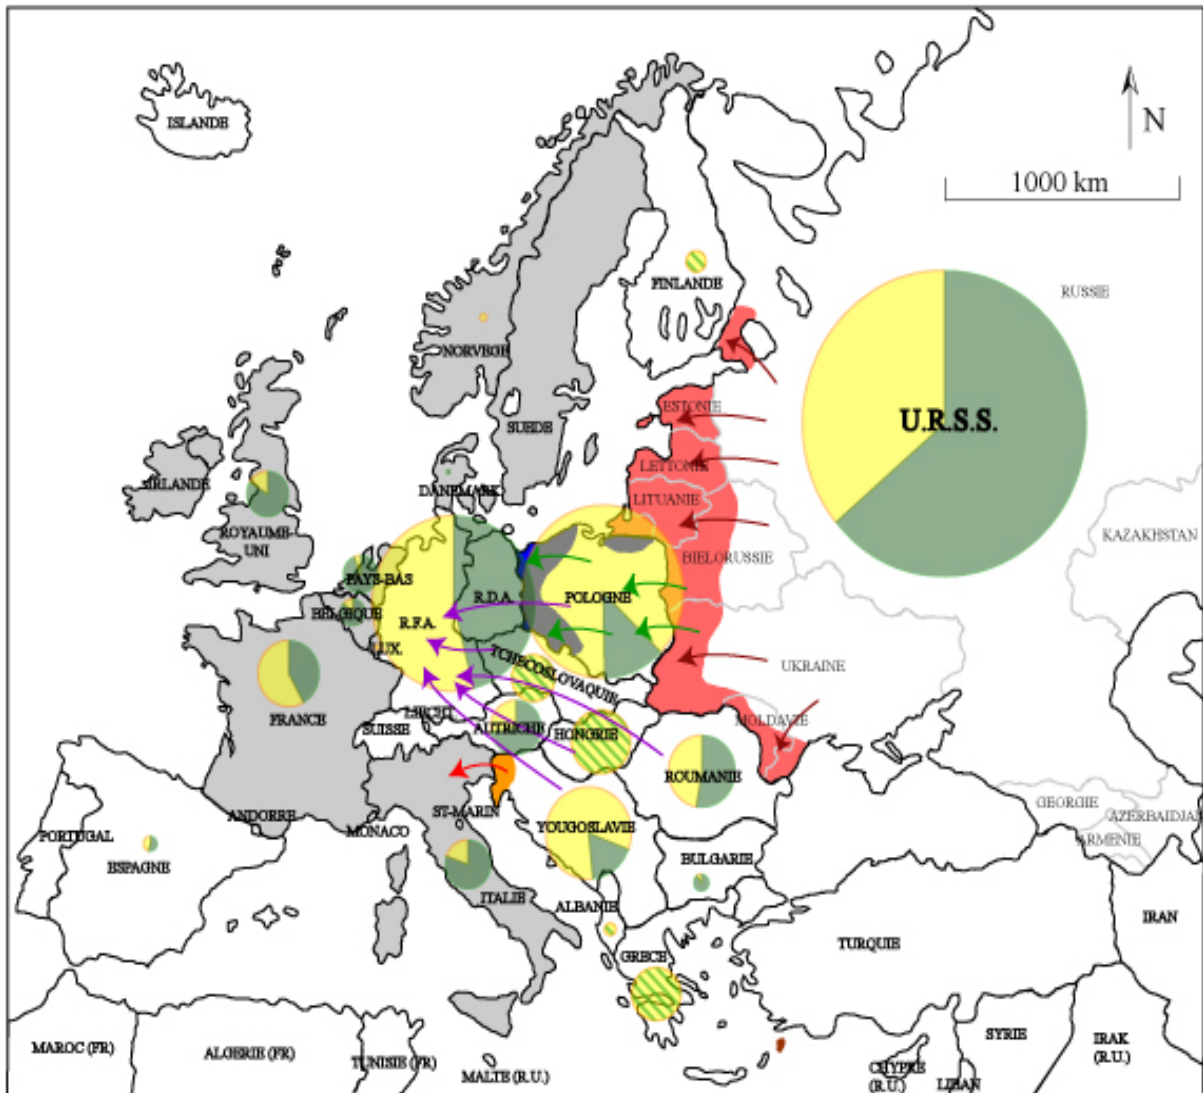 ISLANDE
N
1000 km
FINLANDE
RUSSIE
NORVEGE
U.R.S.S.
ESTONIE
SUEDE
LETTONIE
IRLANDE
DANEMARK
LITUANIE
ROYAUME-
UNI
KAZAKHSTAN
BIELORUSSIE
PAYS-BAS
R.D.A.
POLOGNE
BELGIQUE
R.F.A.
LUX.
TCHECOSLOVAQUIE
UKRAINE
FRANCE
LIECHT.
SUISSE
AUTRICHE
HONGRIE
MOLDAVIE
ROUMANIE
GEORGIE
AZERBAIDJAN
ARMENIE
ANDORRE
ST-MARIN
MONACO
YOUGOSLAVIE
PORTUGAL
ESPAGNE
BULGARIE
ITALIE
ALBANIE
IRAN
TURQUIE
GRECE
SYRIE
IRAK
(R.U.)
MAROC (FR)
ALGERIE (FR)
TUNISIE (FR)
MALTE (R.U.)
CHYPRE
(R.U.)
LIBAN